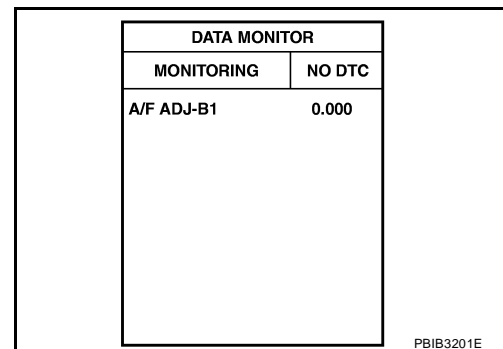 DATA MONITOR
MONITORING NO DTC
A/F ADJ-B1 0.000
PBIB3201E